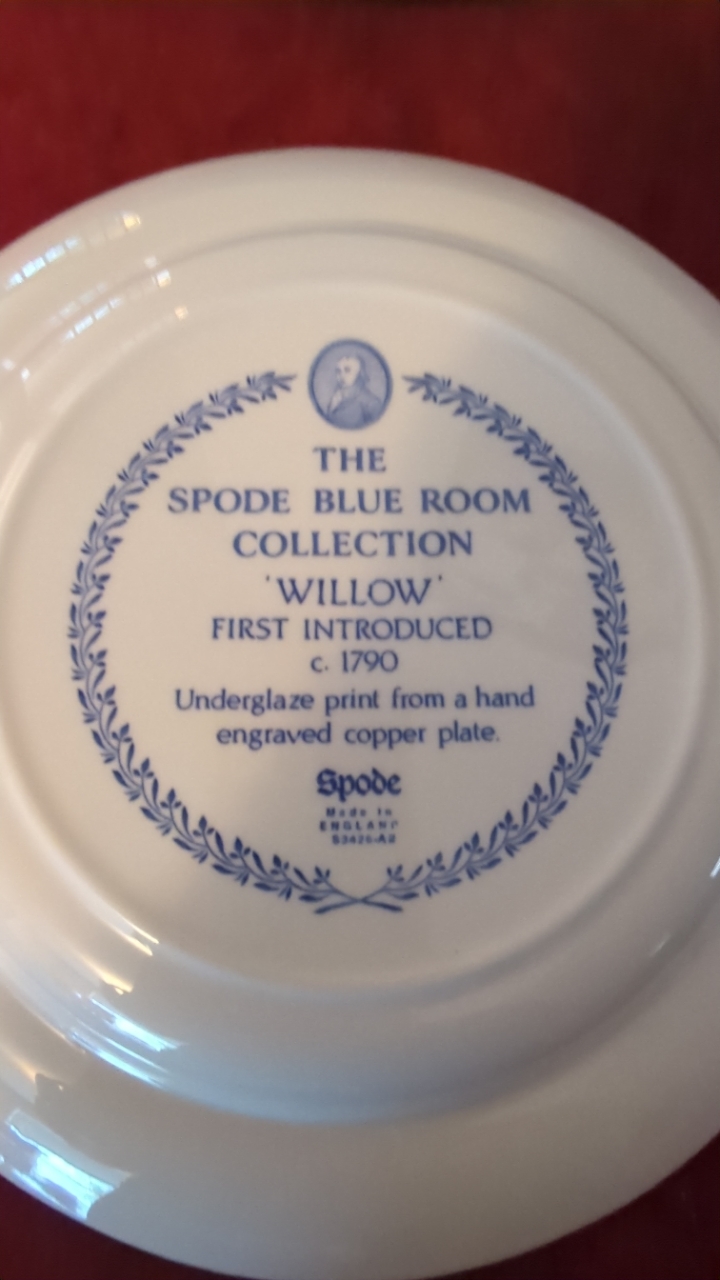 THE
SPODE BLUE ROOM
COLLECTION
'WILLOW'
FIRST INTRODUCED
c. 1790
Underglaze print from a hand
engraved copper plate.
Spode
Made in
ENGLAND